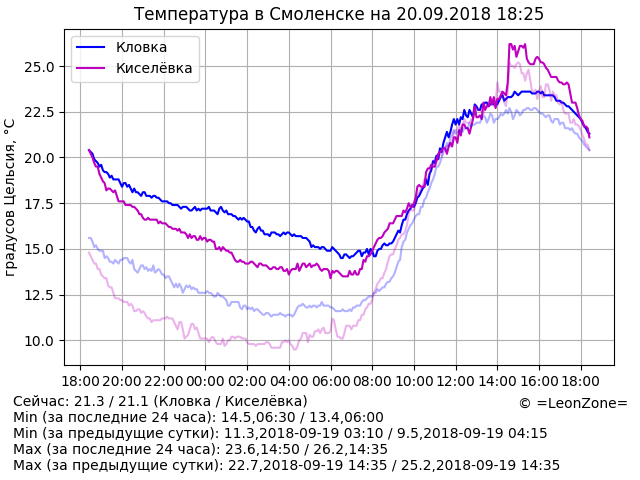 Температура в Смоленске на 20.09.2018 18:25
Кловка
Киселёвка
градусов Цельсия, °C
25.0
22.5
20.0
17.5
15.0
12.5
10.0
18:00 20:00 22:00 00:00 02:00 04:00 06:00 08:00 10:00 12:00 14:00 16:00 18:00
Сейчас: 21.3 / 21.1 (Кловка / Киселёвка)
© =LeonZone=
Min (за последние 24 часа): 14.5,06:30 / 13.4,06:00
Min (за предыдущие сутки): 11.3,2018-09-19 03:10 / 9.5,2018-09-19 04:15
Max (за последние 24 часа): 23.6,14:50 / 26.2,14:35
Max (за предыдущие сутки): 22.7,2018-09-19 14:35 / 25.2,2018-09-19 14:35